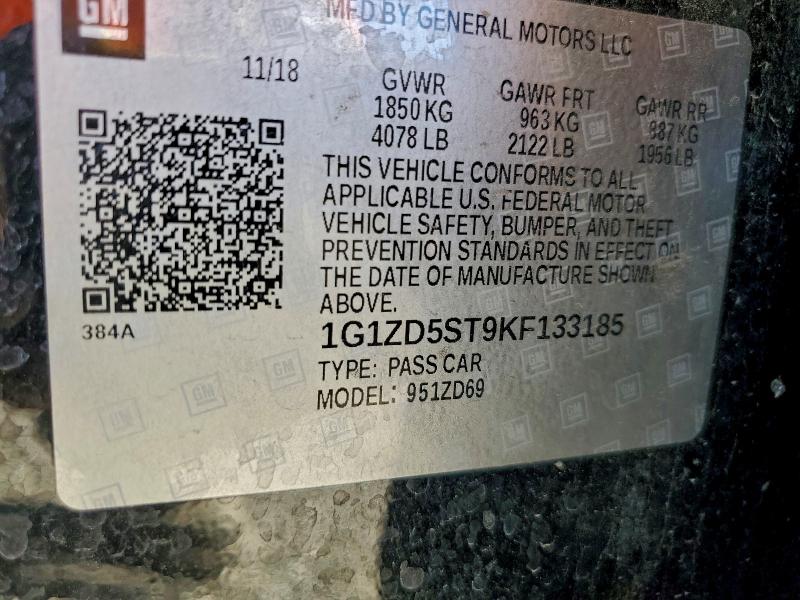 GM
MFD BY GENERAL MOTORS LLC
11/18
GVWR GAWR FRT GAWR RR
1850 KG 963 KG 887 KG
4078 LB 2122 LB 1956 LB
THIS VEHICLE CONFORMS TO ALL
APPLICABLE U.S. FEDERAL MOTOR
VEHICLE SAFETY, BUMPER, AND THEFT
PREVENTION STANDARDS IN EFFECT ON
THE DATE OF MANUFACTURE SHOWN
ABOVE.
384A
1G1ZD5ST9KF133185
TYPE: PASS CAR
MODEL: 951ZD69